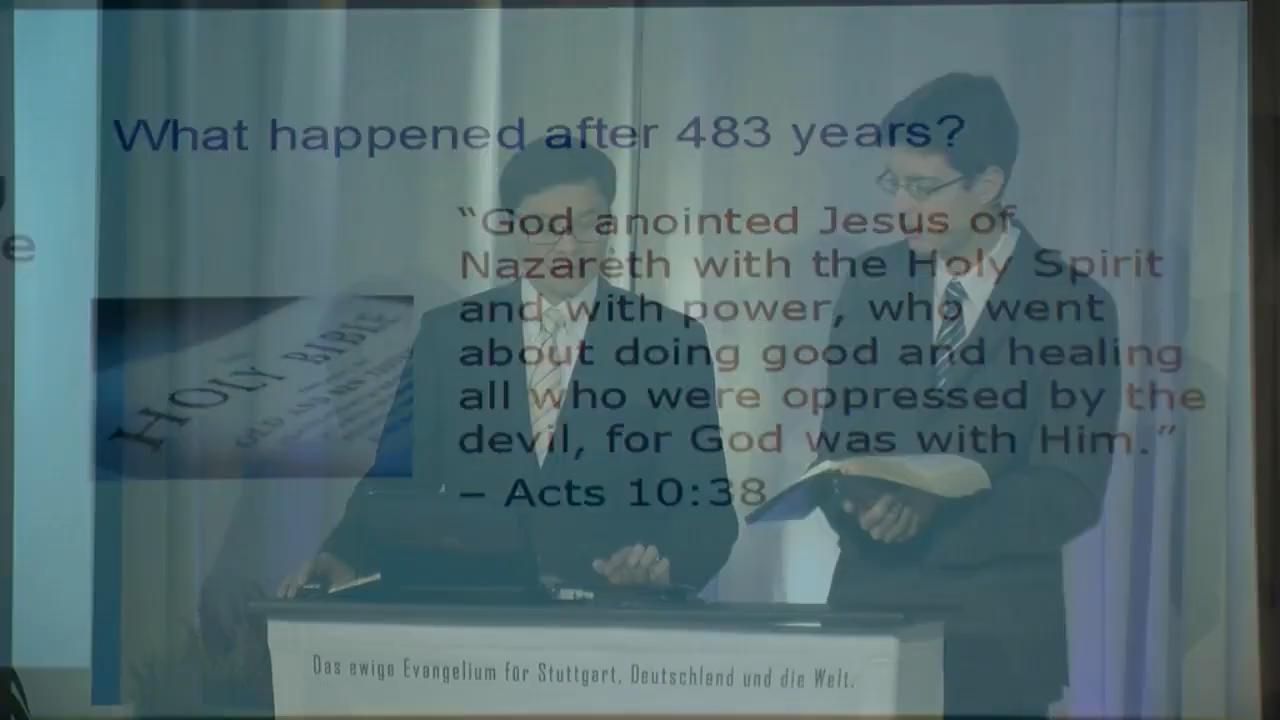 What happened after 483 years?
e
“God anointed Jesus of
Nazareth with the Holy Spirit
and with power, who went
about doing good and healing
all who were oppressed by the
devil, for God was with Him.”
– Acts 10:38
HOLY BIBLE
Das ewige Evangelium für Stuttgart, Deutschland und die Welt.